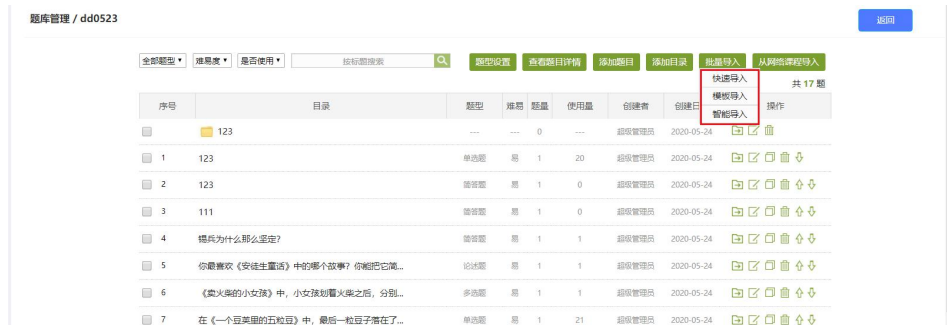 题库管理 / dd0523
返回
全部题型 难易度 是否使用 按标题搜索 题型设置 查看题目详情 添加题目 添加目录 批量导入 从网络课程导入
快速导入
模板导入
智能导入
共 17 题
序号 目录 题型 难易 题量 使用量 创建者 创建日 操作
123 --- --- 0 --- 超级管理员 2020-05-24
1 123 单选题 易 1 20 超级管理员 2020-05-24
2 123 简答题 易 1 0 超级管理员 2020-05-24
3 111 简答题 易 1 0 超级管理员 2020-05-24
4 锡兵为什么那么坚定? 简答题 易 1 1 超级管理员 2020-05-24
5 你最喜欢《安徒生童话》中的哪个故事？你能把它简... 论述题 易 1 1 超级管理员 2020-05-24
6 《卖火柴的小女孩》中，小女孩划着火柴之后，分别... 多选题 易 1 1 超级管理员 2020-05-24
7 在《一个豆荚里的五粒豆》中，最后一粒豆子落在了... 单选题 易 1 21 超级管理员 2020-05-24